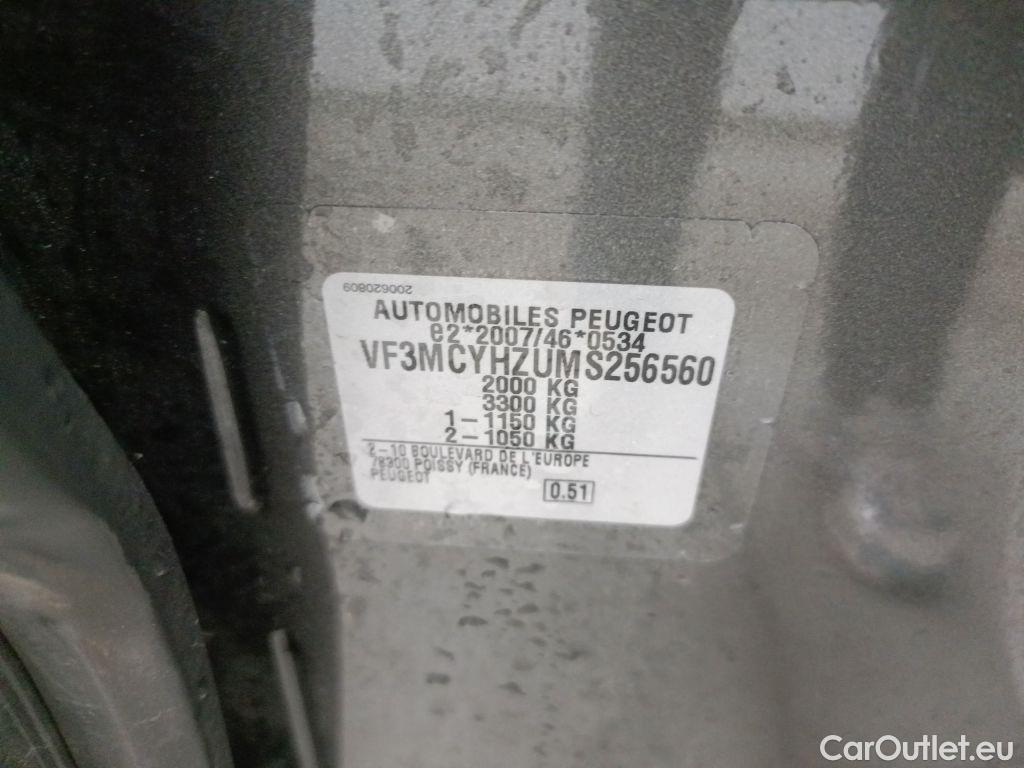 200620809
AUTOMOBILES PEUGEOT
e2*2007/46*0534
VF3MCYHZUMS256560
2000 KG
3300 KG
1-1150 KG
2-1050 KG
2-10 BOULEVARD DE L'EUROPE
78300 POISSY (FRANCE)
PEUGEOT
0.51
CarOutlet.eu